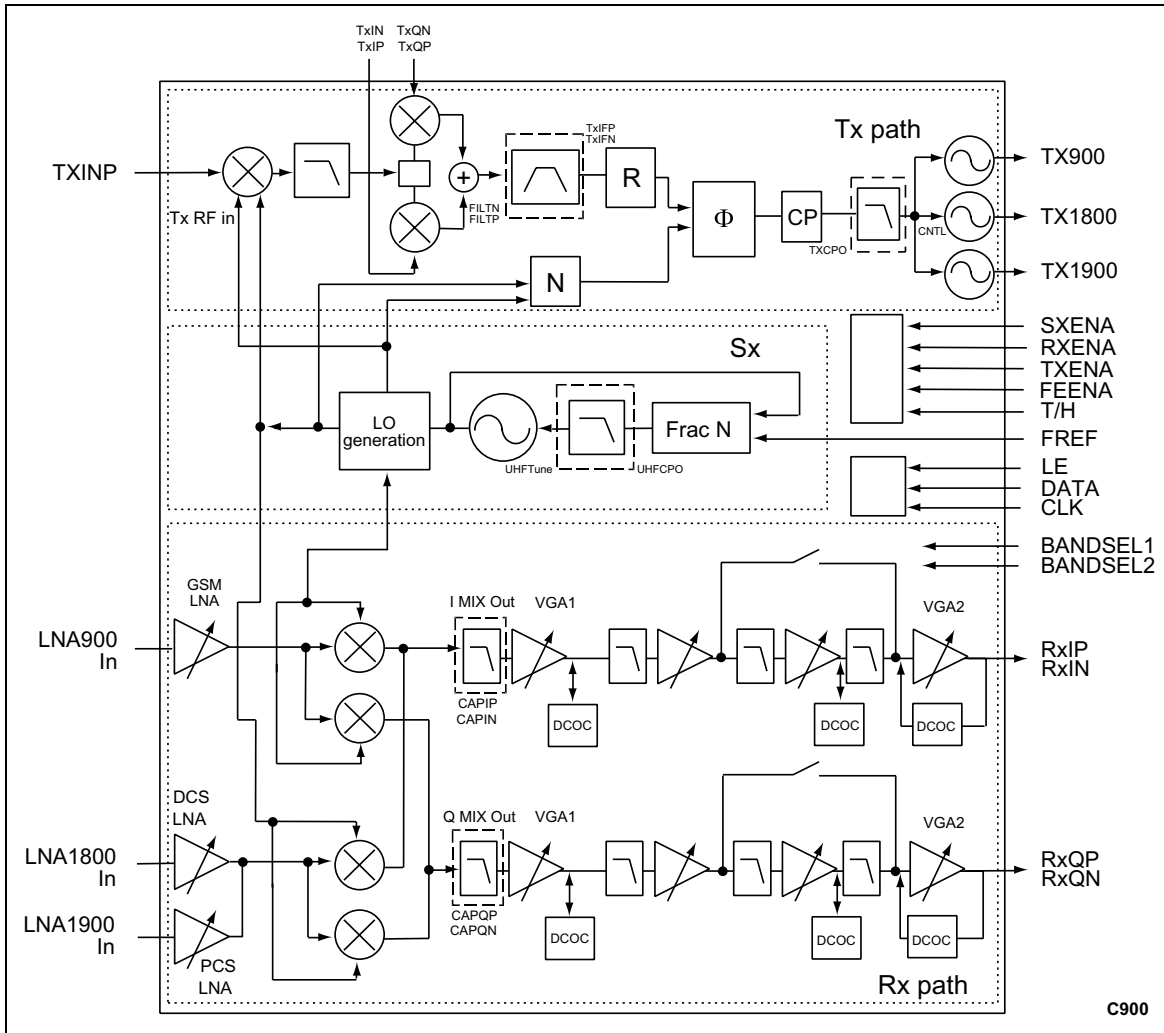 TxIN TxQN
TxIP TxQP
Tx path
TxIFP
TxIFN
TXINP
Tx RF in
+
FILTN
FILTP
R
Φ
CP
TXCPO
CNTL
TX900
TX1800
TX1900
N
Sx
LO
generation
UHFTune
UHFCPO
Frac N
SXENA
RXENA
TXENA
FEENA
T/H
FREF
LE
DATA
CLK
BANDSEL1
BANDSEL2
GSM
LNA
LNA900
In
I MIX Out
VGA1
VGA2
CAPIP
CAPIN
DCOC
DCOC
DCOC
RxIP
RxIN
DCS
LNA
LNA1800
In
LNA1900
In
PCS
LNA
Q MIX Out
VGA1
VGA2
CAPQP
CAPQN
DCOC
DCOC
DCOC
RxQP
RxQN
Rx path
C900